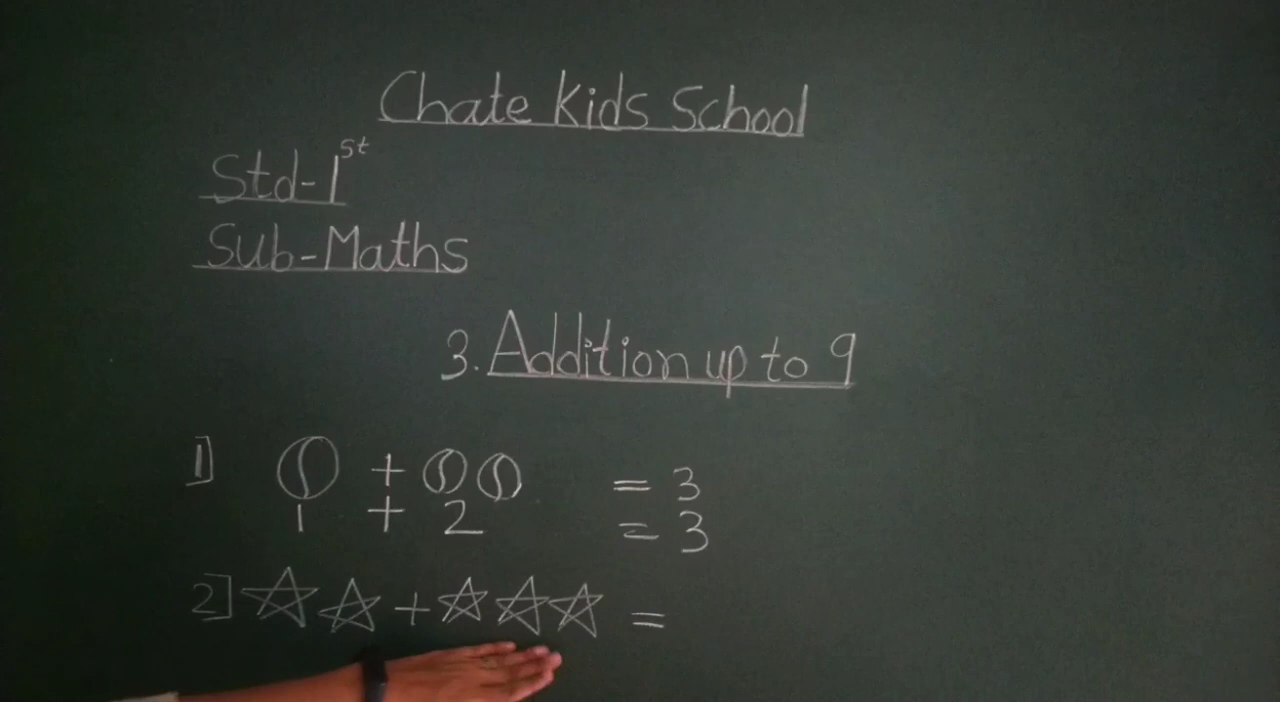 Chate Kids School
Std-1st
Sub-Maths
3. Addition up to 9
1] + = 3
1 + 2 = 3
2] + =